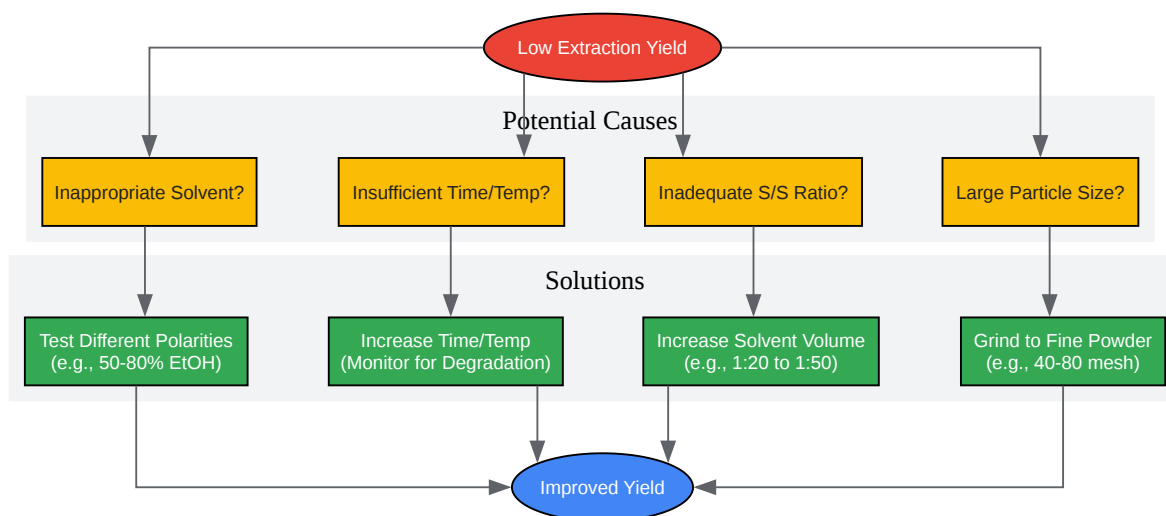 Low Extraction Yield
Potential Causes
Inappropriate Solvent?
Insufficient Time/Temp?
Inadequate S/S Ratio?
Large Particle Size?
Solutions
Test Different Polarities
(e.g., 50-80% EtOH)
Increase Time/Temp
(Monitor for Degradation)
Increase Solvent Volume
(e.g., 1:20 to 1:50)
Grind to Fine Powder
(e.g., 40-80 mesh)
Improved Yield